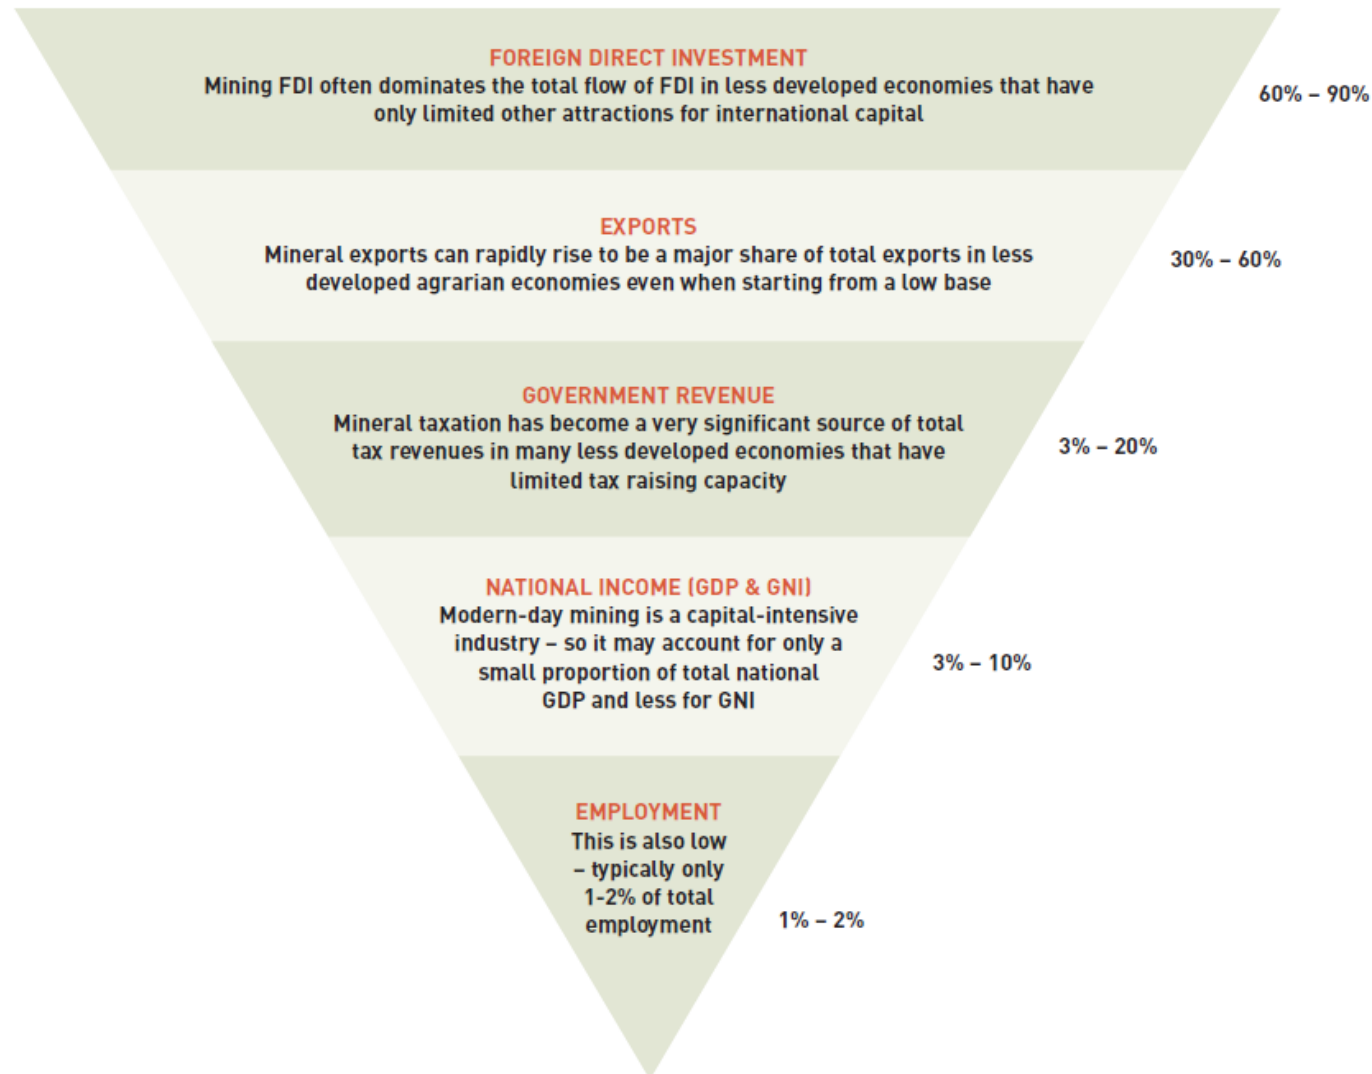 FOREIGN DIRECT INVESTMENT
Mining FDI often dominates the total flow of FDI in less developed economies that have
only limited other attractions for international capital
60% – 90%
EXPORTS
Mineral exports can rapidly rise to be a major share of total exports in less
developed agrarian economies even when starting from a low base
30% – 60%
GOVERNMENT REVENUE
Mineral taxation has become a very significant source of total
tax revenues in many less developed economies that have
limited tax raising capacity
3% – 20%
NATIONAL INCOME (GDP & GNI)
Modern-day mining is a capital-intensive
industry – so it may account for only a
small proportion of total national
GDP and less for GNI
3% – 10%
EMPLOYMENT
This is also low
– typically only
1-2% of total
employment
1% – 2%